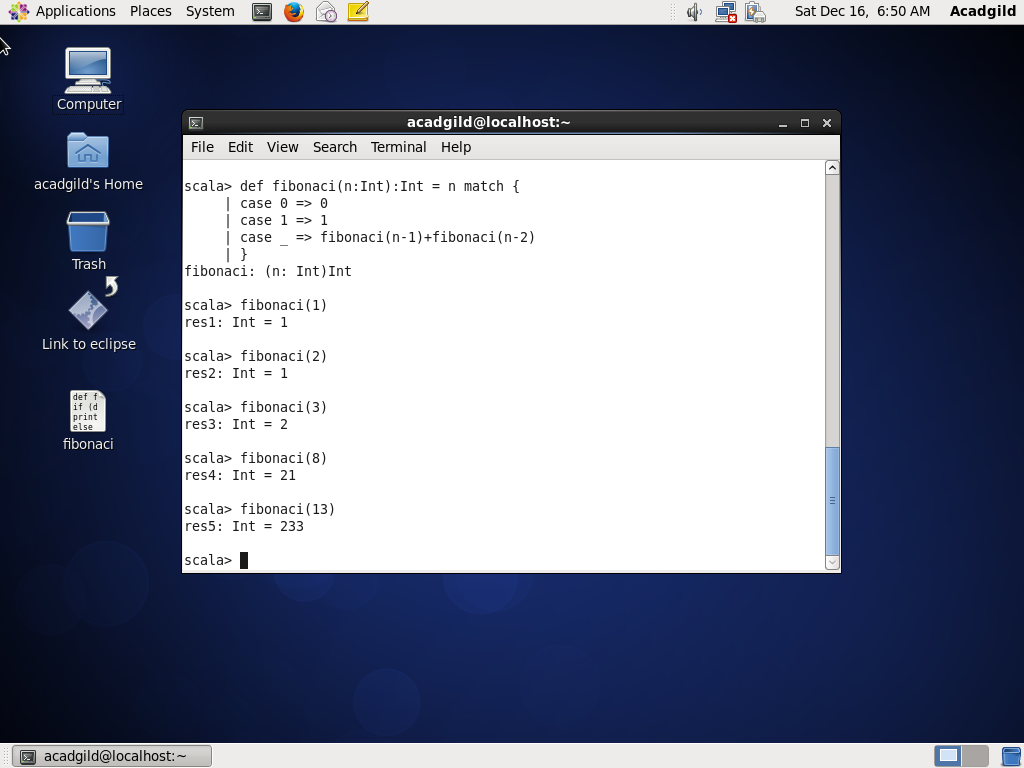 Applications Places System Sat Dec 16, 6:50 AM Acadgild
Computer
acadgild's Home
Trash
Link to eclipse
def f
if (d
print
else
fibonaci
acadgild@localhost:~
File Edit View Search Terminal Help
scala> def fibonaci(n:Int):Int = n match {
| case 0 => 0
| case 1 => 1
| case _ => fibonaci(n-1)+fibonaci(n-2)
| }
fibonaci: (n: Int)Int
scala> fibonaci(1)
res1: Int = 1
scala> fibonaci(2)
res2: Int = 1
scala> fibonaci(3)
res3: Int = 2
scala> fibonaci(8)
res4: Int = 21
scala> fibonaci(13)
res5: Int = 233
scala>
acadgild@localhost:~